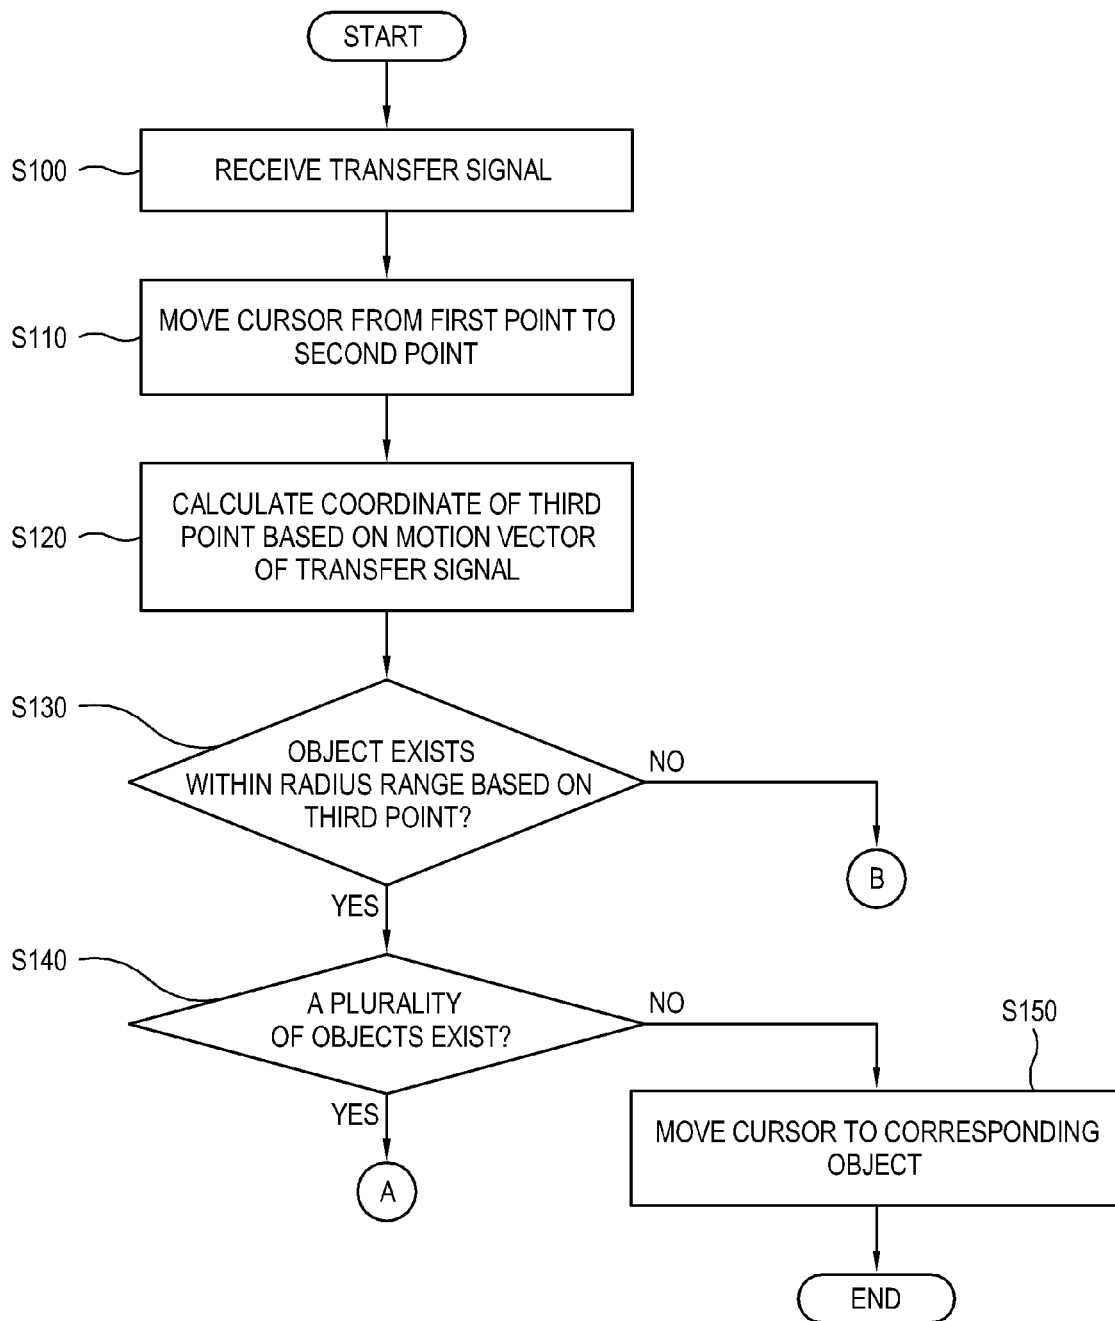 START
S100
RECEIVE TRANSFER SIGNAL
S110
MOVE CURSOR FROM FIRST POINT TO
SECOND POINT
S120
CALCULATE COORDINATE OF THIRD
POINT BASED ON MOTION VECTOR
OF TRANSFER SIGNAL
S130
OBJECT EXISTS
WITHIN RADIUS RANGE BASED ON
THIRD POINT?
NO
B
YES
S140
A PLURALITY
OF OBJECTS EXIST?
NO
S150
YES
MOVE CURSOR TO CORRESPONDING
OBJECT
A
END